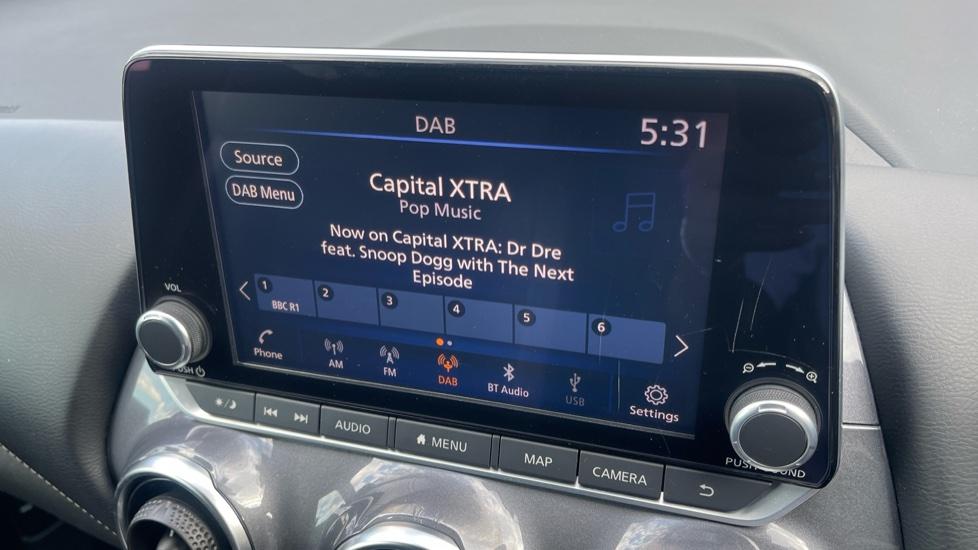 DAB
5:31
Source
DAB Menu
Capital XTRA
Pop Music
Now on Capital XTRA: Dr Dre
feat. Snoop Dogg with The Next
Episode
1
BBC R1
2
3
4
5
6
Phone
AM
FM
DAB
BT Audio
USB
Settings
VOL
PUSH
PUSH SOUND
AUDIO
MENU
MAP
CAMERA